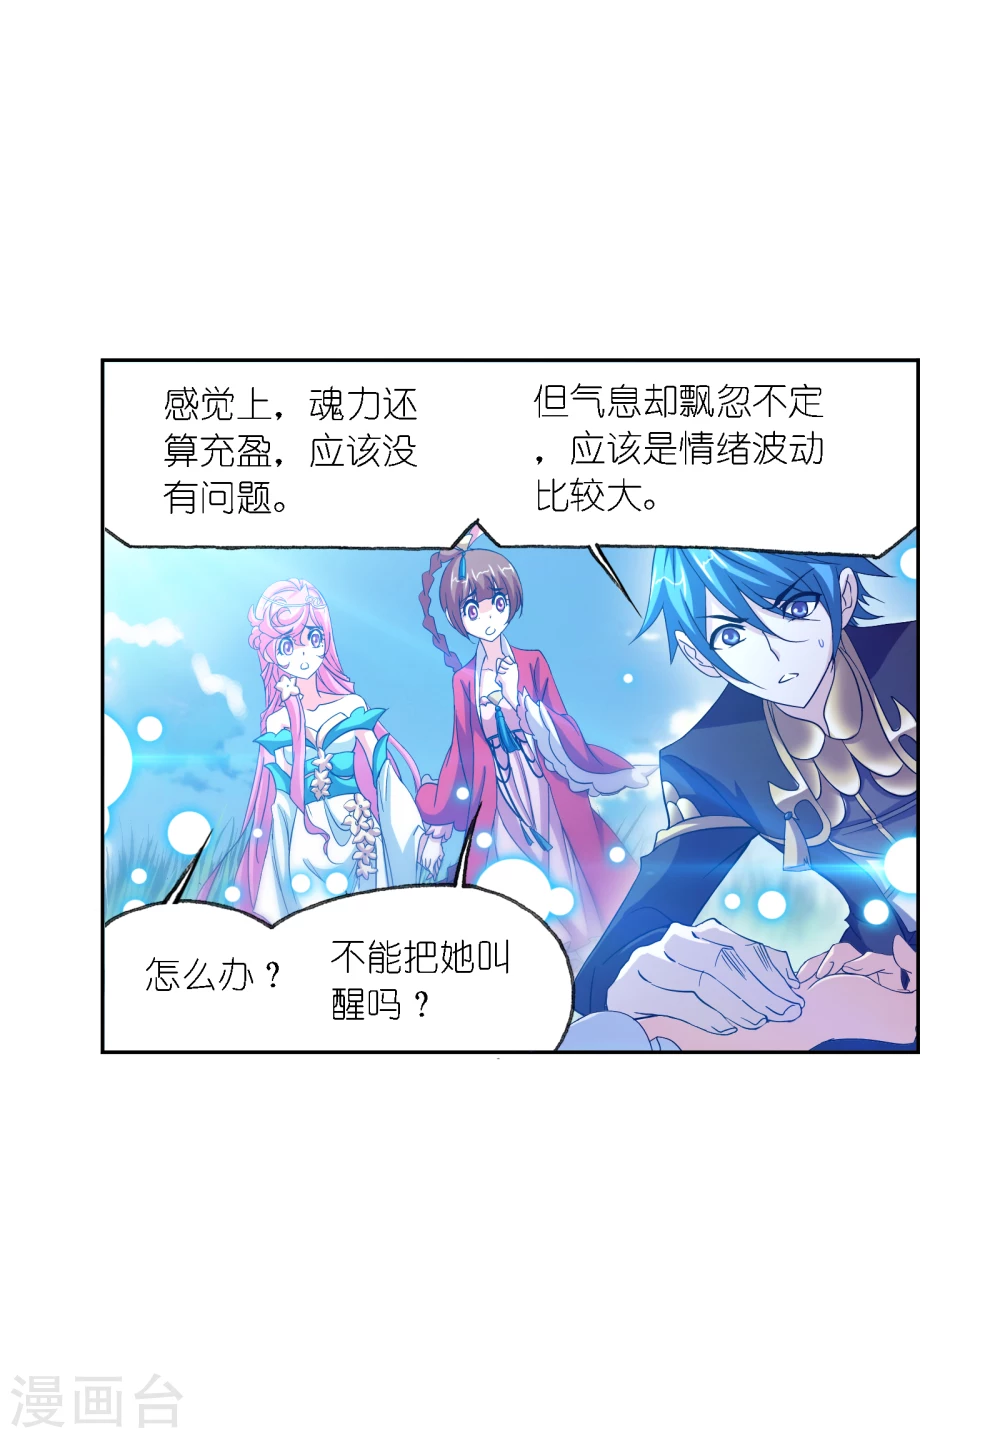 感觉上，魂力还
算充盈，应该没
有问题。
但气息却飘忽不定
，应该是情绪波动
比较大。
怎么办？
不能把她叫
醒吗？
漫画台